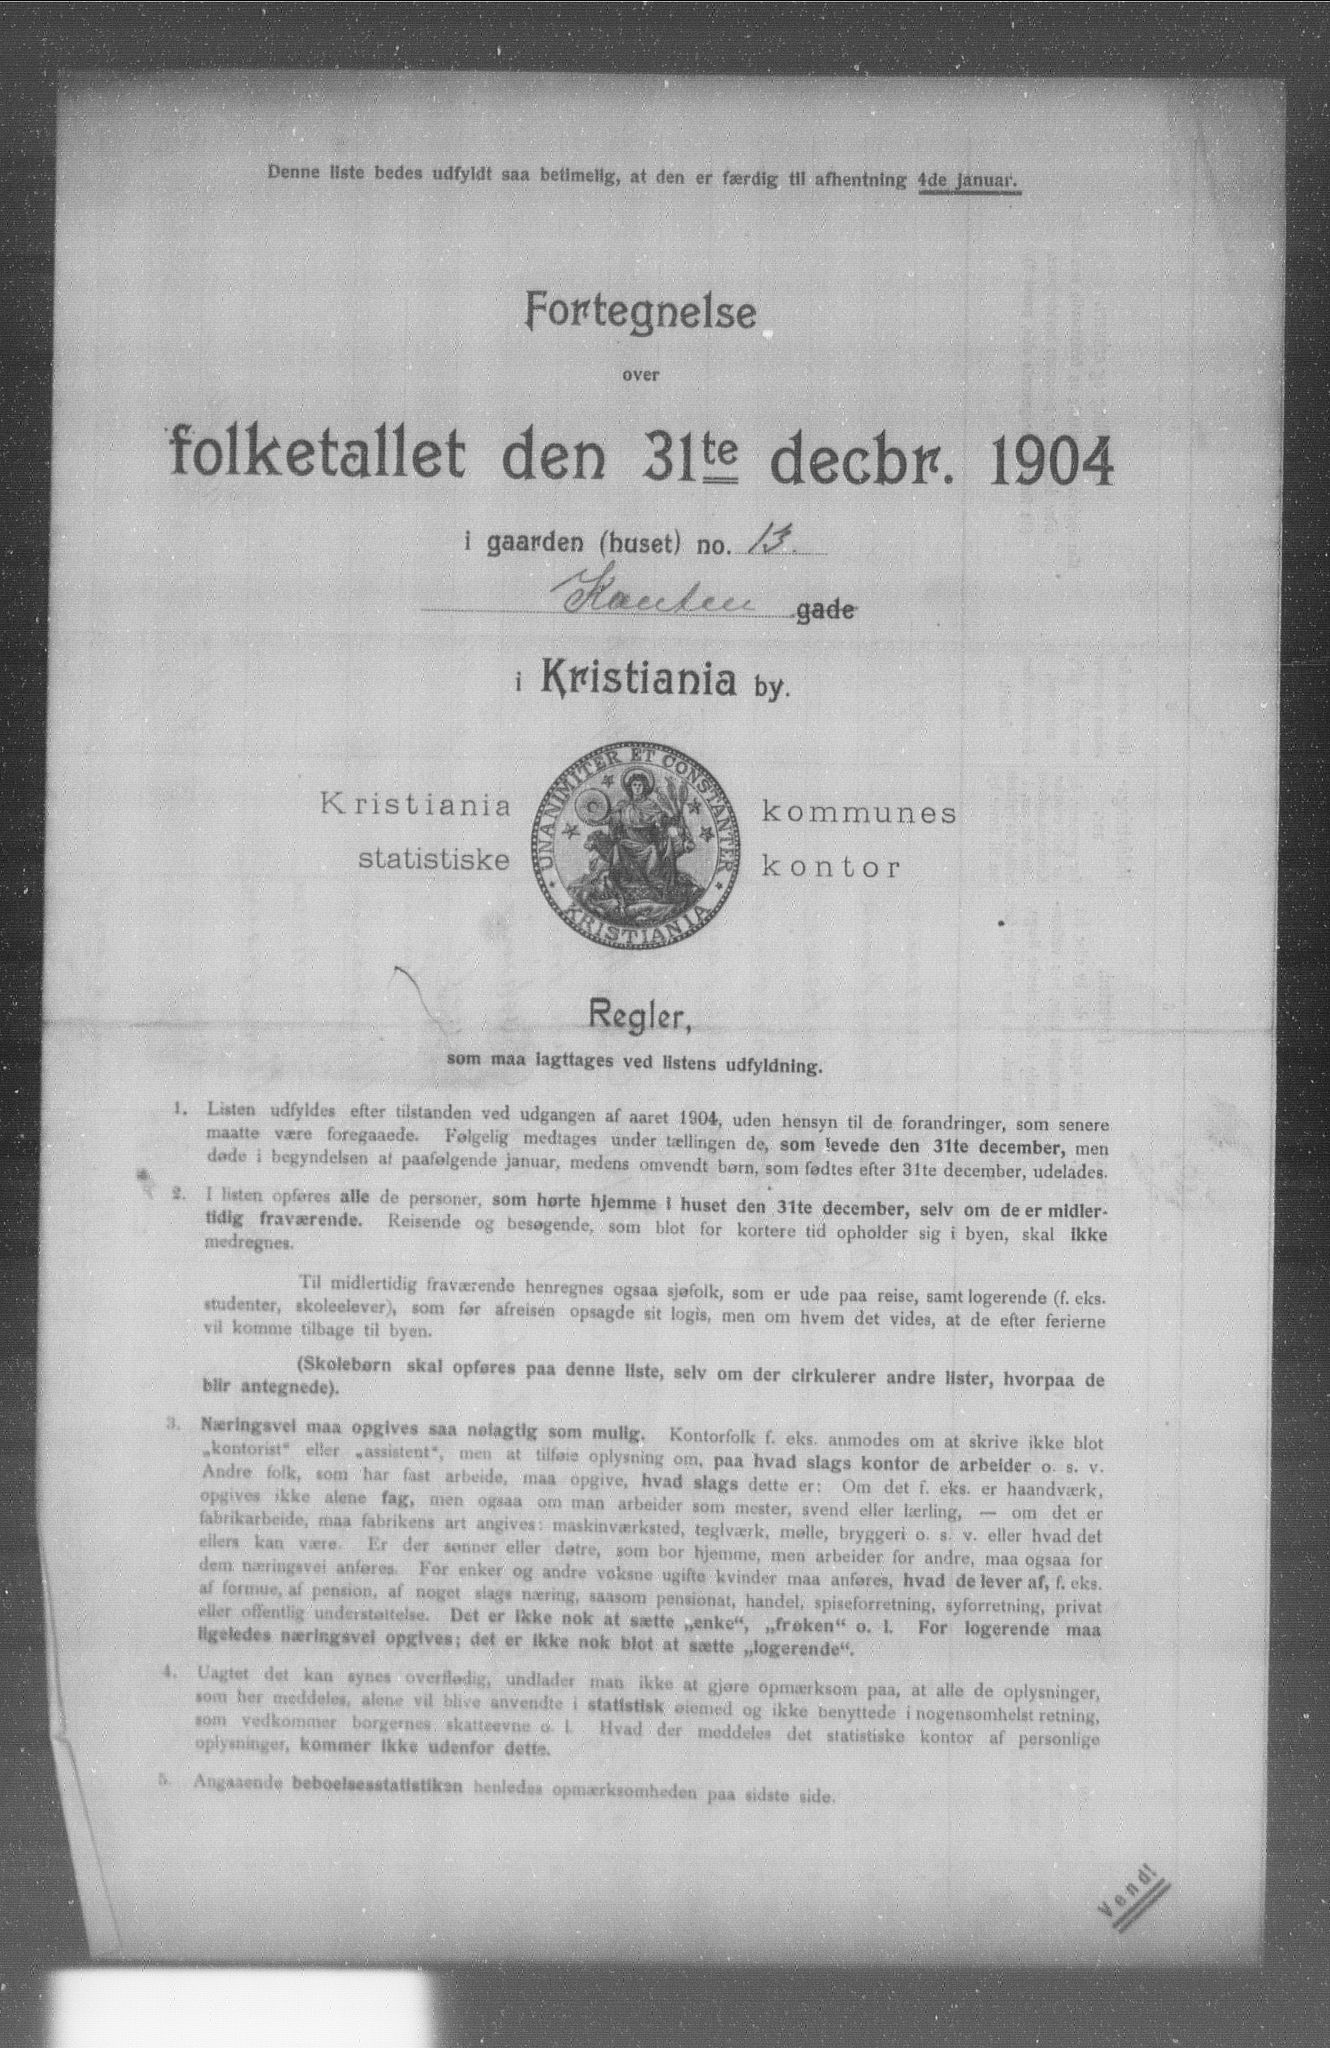 Denne liste bedes udfyldt saa betimelig, at den er færdig til afhentning 4de januar.
Fortegnelse
over
folketallet den 31te decbr. 1904
i gaarden (huset) no. 13.
Kanten gade
i Kristiania by.
Kristiania kommunes
statistiske kontor
UNANIMITER ET CONSTANTER
KRISTIANIA
Regler,
som maa iagttages ved listens udfyldning.
1. Listen udfyldes efter tilstanden ved udgangen af aaret 1904, uden hensyn til de forandringer, som senere
maatte være foregaaede. Følgelig medtages under tællingen de, som levede den 31te december, men
døde i begyndelsen af paafølgende januar, medens omvendt børn, som fødtes efter 31te december, udelades.
2. I listen opføres alle de personer, som hørte hjemme i huset den 31te december, selv om de er midler-
tidig fraværende. Reisende og besøgende, som blot for kortere tid opholder sig i byen, skal ikke
medregnes.
Til midlertidig fraværende henregnes ogsaa sjøfolk, som er ude paa reise, samt logerende (f. eks.
studenter, skoleelever), som før afreisen opsagde sit logis, men om hvem det vides, at de efter ferierne
vil komme tilbage til byen.
(Skolebørn skal opføres paa denne liste, selv om der cirkulerer andre lister, hvorpaa de
blir antegnede).
3. Næringsvei maa opgives saa nøiagtig som mulig. Kontorfolk f. eks. anmodes om at skrive ikke blot
„kontorist“ eller „assistent“, men at tilføie oplysning om, paa hvad slags kontor de arbeider o. s. v.
Andre folk, som har fast arbeide, maa opgive, hvad slags dette er: Om det f. eks. er haandværk,
opgives ikke alene fag, men ogsaa om man arbeider som mester, svend eller lærling, — om det er
fabrikarbeide, maa fabrikens art angives: maskinværksted, teglværk, mølle, bryggeri o. s. v. eller hvad det
ellers kan være. Er der sønner eller døtre, som bor hjemme, men arbeider for andre, maa ogsaa for
dem næringsvei anføres. For enker og andre voksne ugifte kvinder maa anføres, hvad de lever af, f. eks.
af formue, af pension, af noget slags næring, saasom pensionat, handel, spiseforretning, syforretning, privat
eller offentlig understøttelse. Det er ikke nok at sætte „enke“, „frøken“ o. l. For logerende maa
ligeledes næringsvei opgives; det er ikke nok blot at sætte „logerende“.
4. Uagtet det kan synes overflødig, undlader man ikke at gjøre opmærksom paa, at alle de oplysninger,
som her meddeles, alene vil blive anvendte i statistisk øiemed og ikke benyttede i nogensomhelst retning,
som vedkommer borgernes skatteevne o. l. Hvad der meddeles det statistiske kontor af personlige
oplysninger, kommer ikke udenfor dette.
5. Angaaende beboelsesstatistiken henledes opmærksomheden paa sidste side.
Vend!